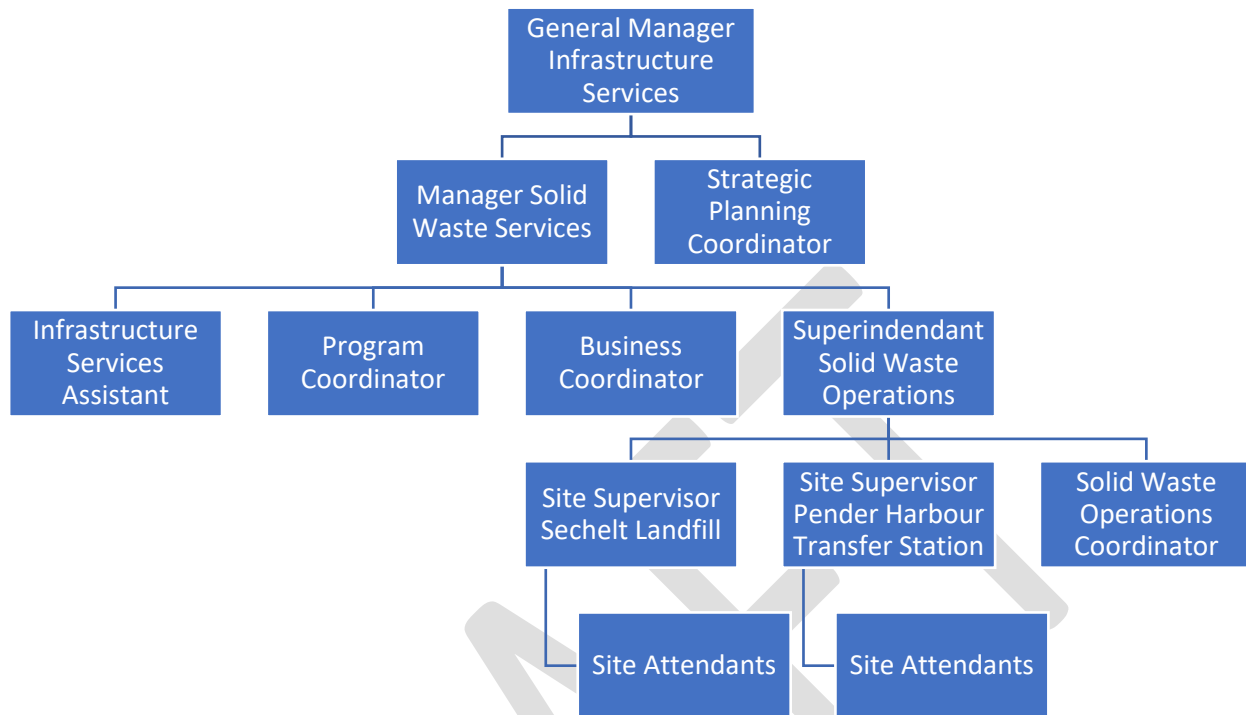 General Manager
Infrastructure
Services
Manager Solid
Waste Services
Strategic
Planning
Coordinator
Infrastructure
Services
Assistant
Program
Coordinator
Business
Coordinator
Superindendant
Solid Waste
Operations
Site Supervisor
Sechelt Landfill
Site Supervisor
Pender Harbour
Transfer Station
Solid Waste
Operations
Coordinator
Site Attendants
Site Attendants